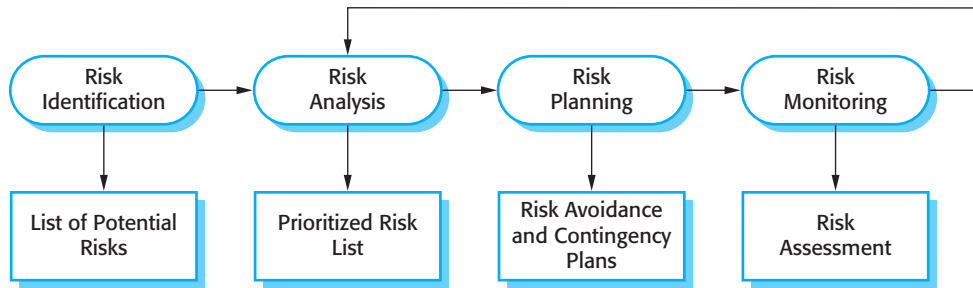 Risk
Identification
Risk
Analysis
Risk
Planning
Risk
Monitoring
List of Potential
Risks
Prioritized Risk
List
Risk Avoidance
and Contingency
Plans
Risk
Assessment